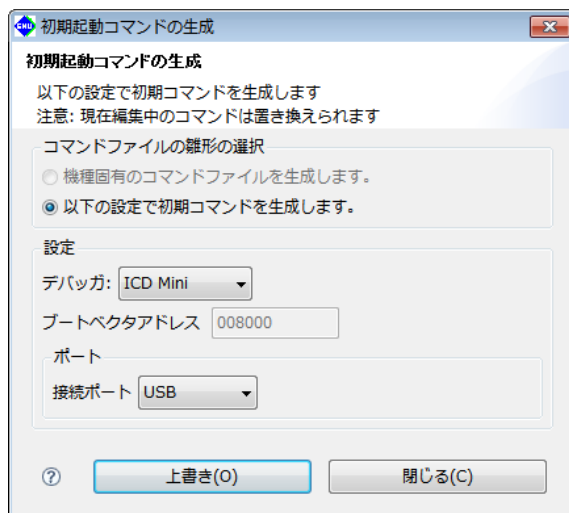 GNU 初期起動コマンドの生成
初期起動コマンドの生成
以下の設定で初期コマンドを生成します
注意: 現在編集中のコマンドは置き換えられます
コマンドファイルの雛形の選択
機種固有のコマンドファイルを生成します。
以下の設定で初期コマンドを生成します。
設定
デバッガ: ICD Mini
ブートベクタアドレス 008000
ポート
接続ポート USB
? 上書き(O) 閉じる(C)